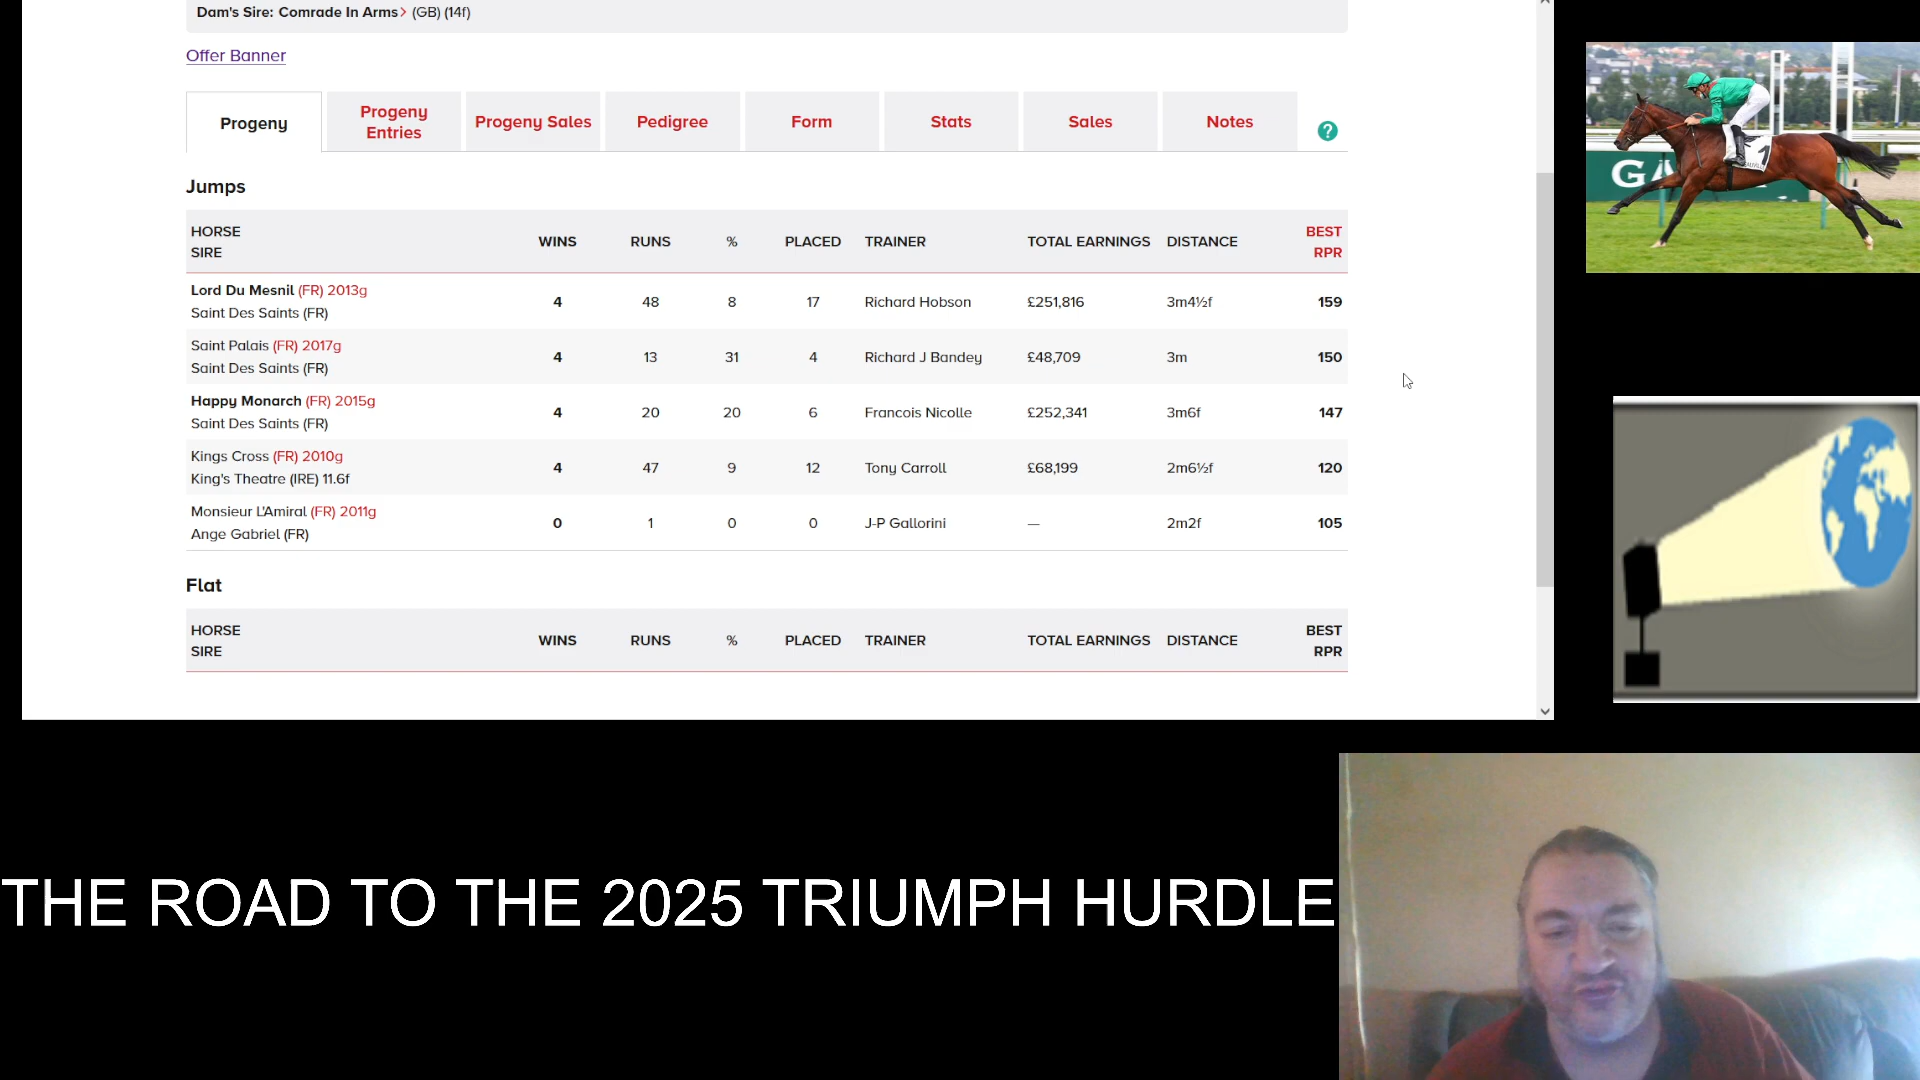 Dam's Sire: Comrade In Arms> (GB) (14f)
Offer Banner
Progeny
Progeny Entries
Progeny Sales
Pedigree
Form
Stats
Sales
Notes
?
Jumps
HORSE SIRE WINS RUNS % PLACED TRAINER TOTAL EARNINGS DISTANCE BEST RPR
Lord Du Mesnil (FR) 2013g
Saint Des Saints (FR)
4 48 8 17 Richard Hobson £251,816 3m4½f 159
Saint Palais (FR) 2017g
Saint Des Saints (FR)
4 13 31 4 Richard J Bandey £48,709 3m 150
Happy Monarch (FR) 2015g
Saint Des Saints (FR)
4 20 20 6 Francois Nicolle £252,341 3m6f 147
Kings Cross (FR) 2010g
King's Theatre (IRE) 11.6f
4 47 9 12 Tony Carroll £68,199 2m6½f 120
Monsieur L'Amiral (FR) 2011g
Ange Gabriel (FR)
0 1 0 0 J-P Gallorini — 2m2f 105
Flat
HORSE SIRE WINS RUNS % PLACED TRAINER TOTAL EARNINGS DISTANCE BEST RPR
GA
1
THE ROAD TO THE 2025 TRIUMPH HURDLE